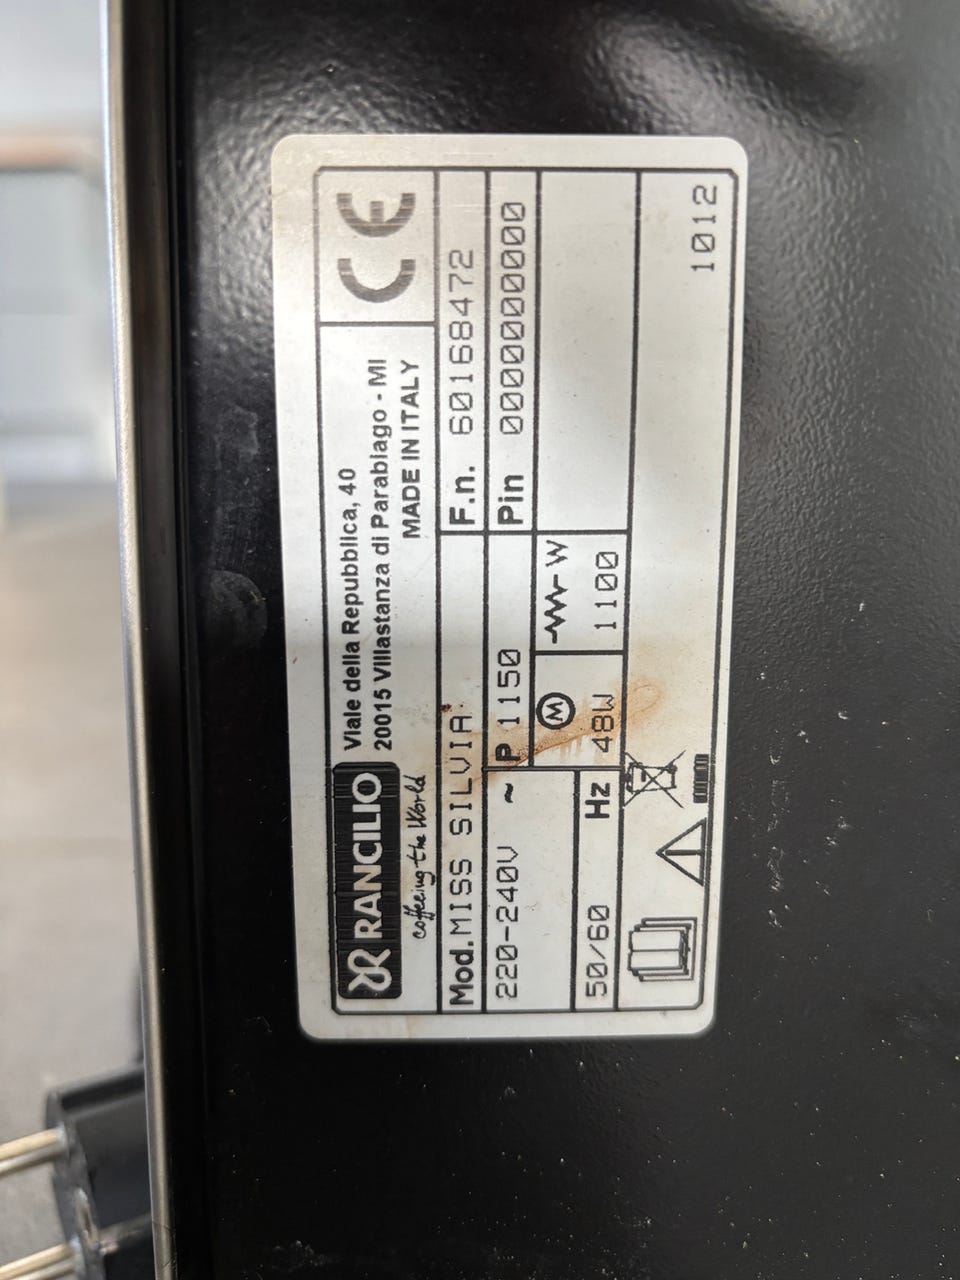 RANCILIO
coffeeing the World
Viale della Repubblica, 40
20015 Villastanza di Parabiago - MI
MADE IN ITALY
CE
Mod. MISS SILVIA
F.n. 60168472
220-240V ~
P 1150
Pin 0000000000
50/60 Hz
M
48W
W
1100
1012